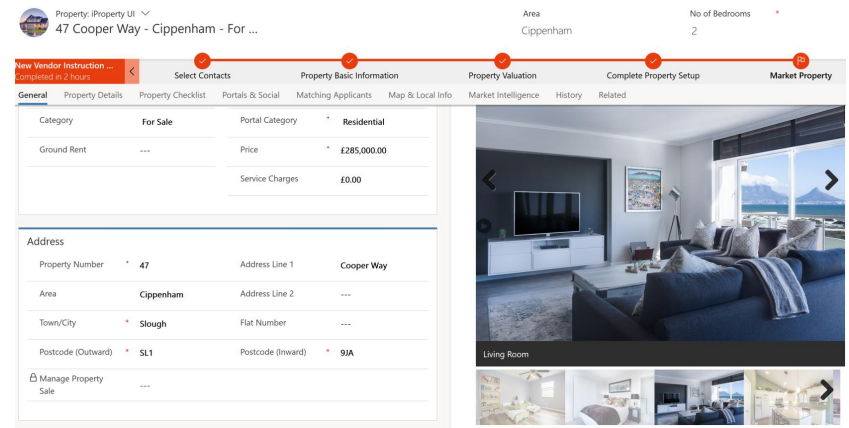 Property: iProperty UI
47 Cooper Way - Cippenham - For ...
Area
Cippenham
No of Bedrooms *
2
New Vendor Instruction ...
Completed in 2 hours
Select Contacts
Property Basic Information
Property Valuation
Complete Property Setup
Market Property
General Property Details Property Checklist Portals & Social Matching Applicants Map & Local Info Market Intelligence History Related
Category For Sale Portal Category * Residential
Ground Rent --- Price * £285,000.00
Service Charges £0.00
Address
Property Number * 47 Address Line 1 Cooper Way
Area Cippenham Address Line 2 ---
Town/City * Slough Flat Number ---
Postcode (Outward) * SL1 Postcode (Inward) * 9JA
Manage Property
Sale ---
Living Room